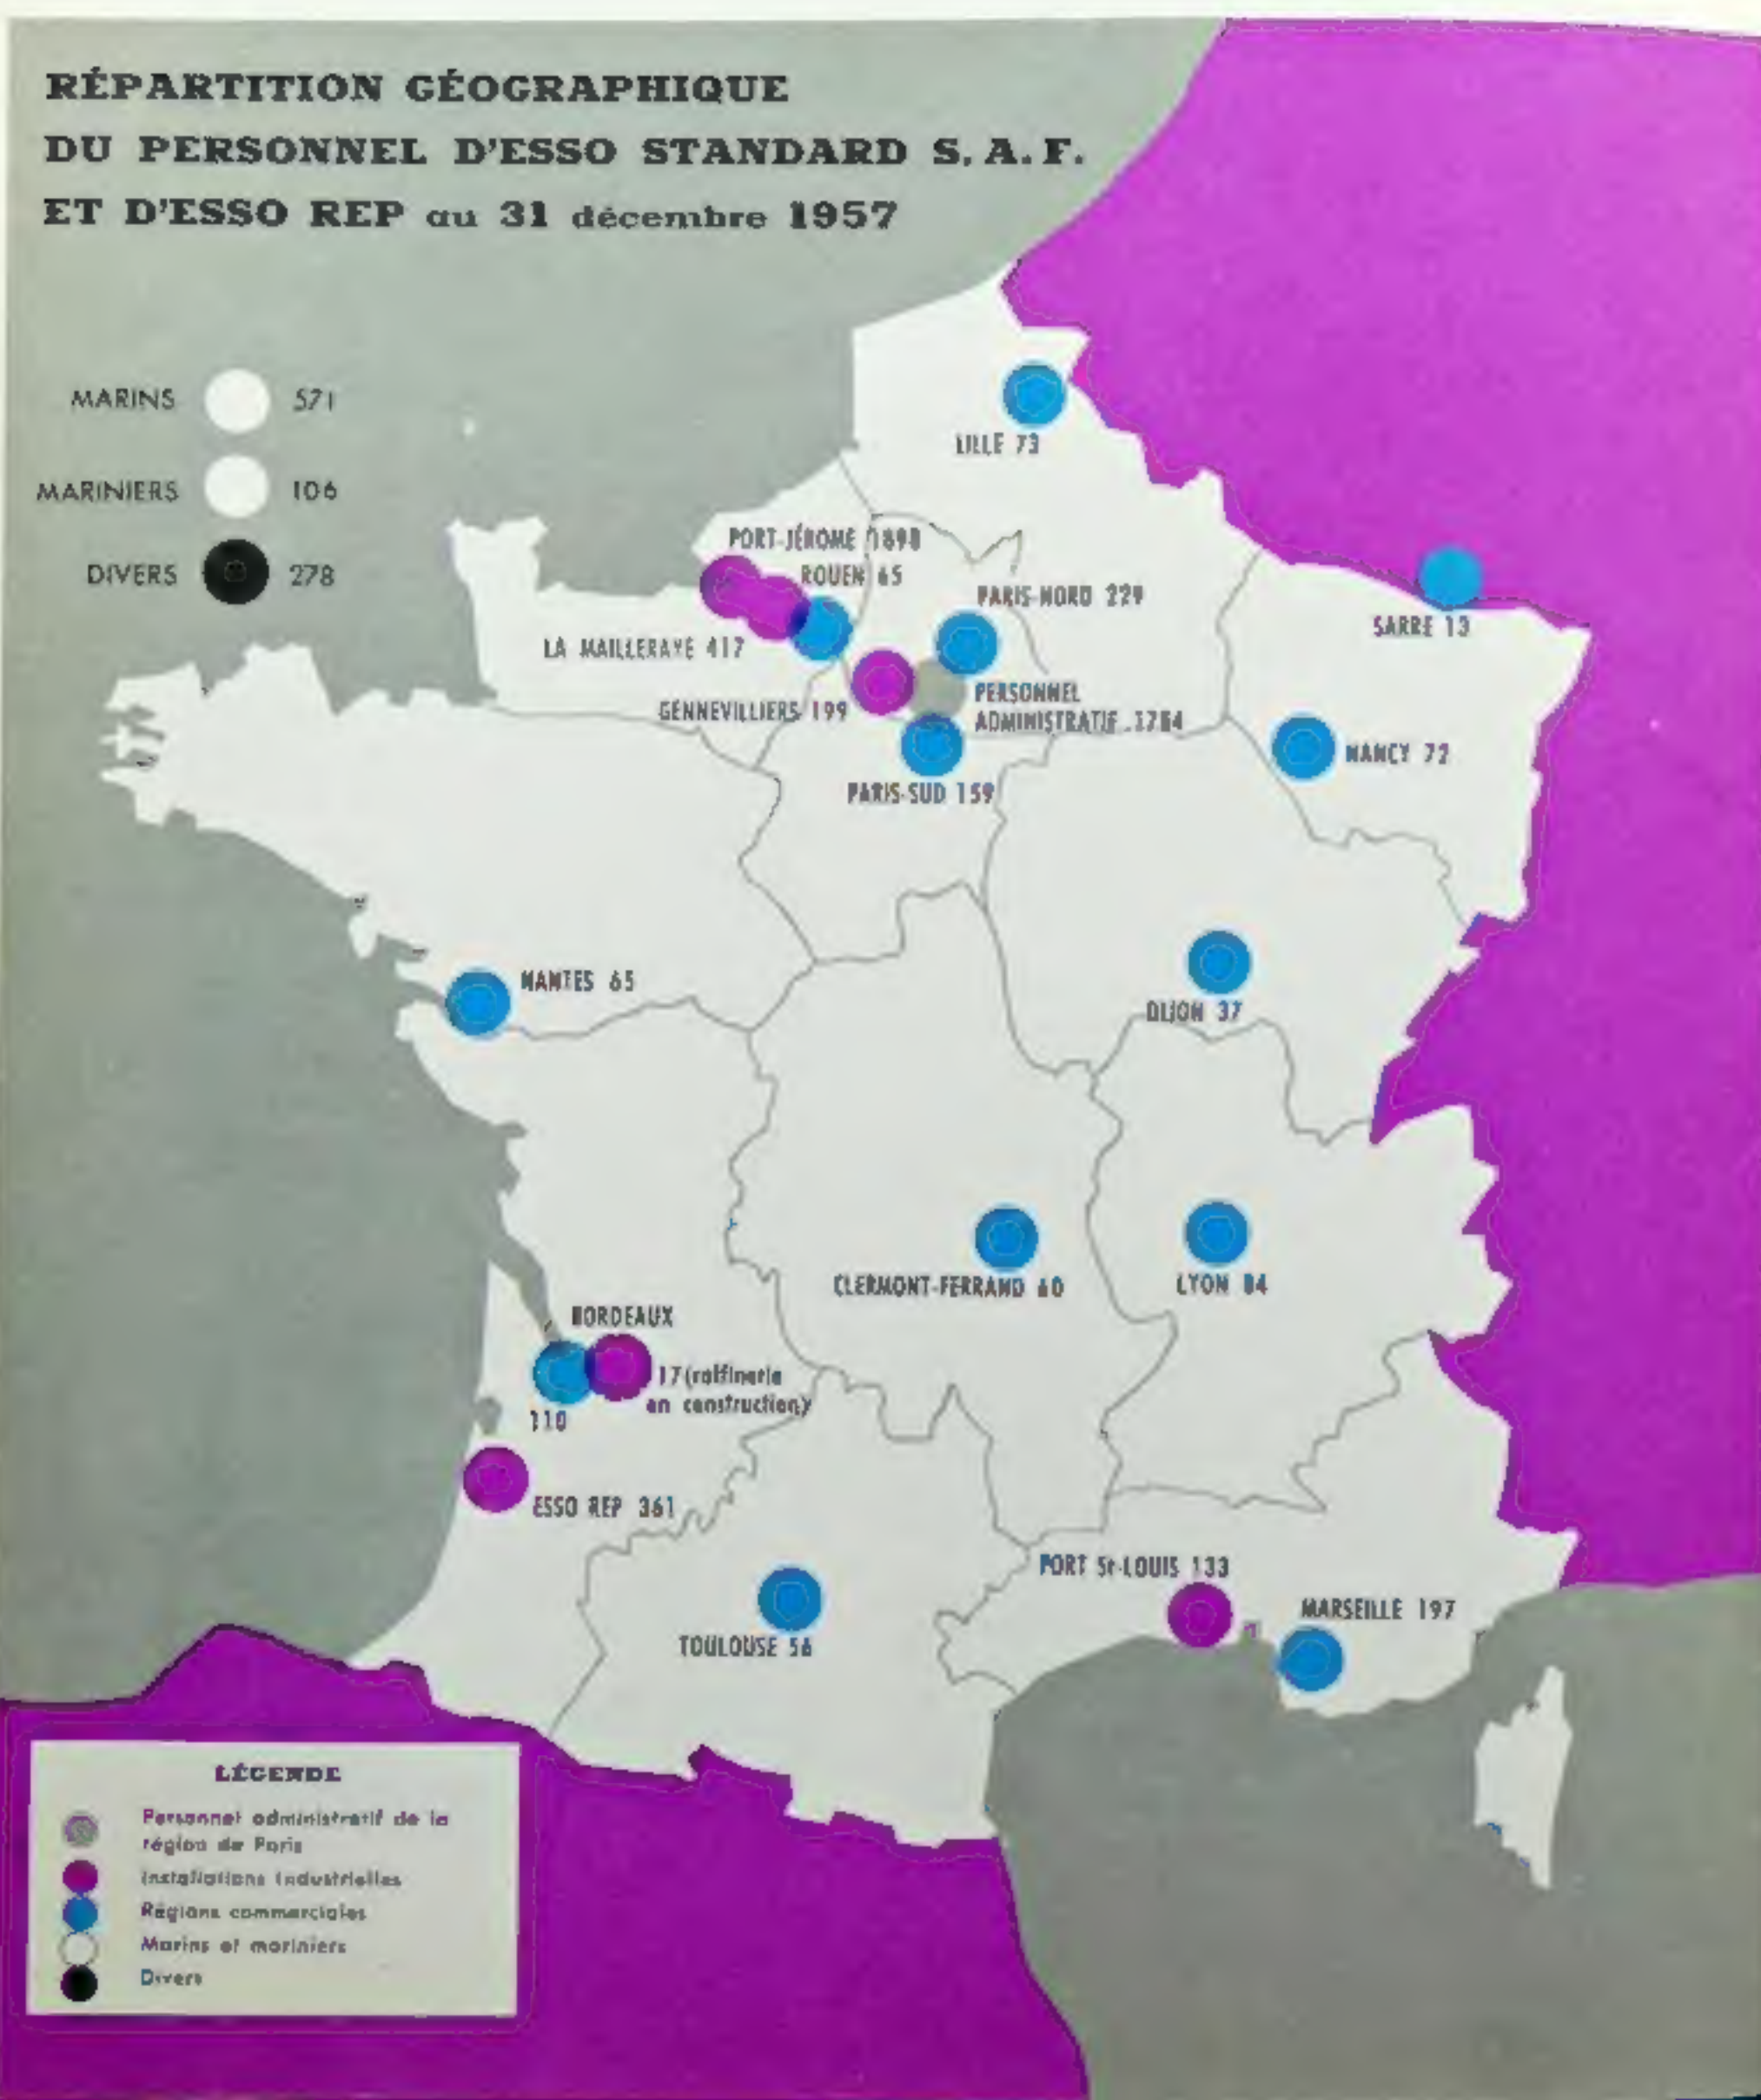 RÉPARTITION GÉOGRAPHIQUE
DU PERSONNEL D'ESSO STANDARD S.A.F.
ET D'ESSO REP au 31 décembre 1957
MARINS 571
MARINIERS 106
DIVERS 278
LILLE 73
PORT-JÉROME 1898
ROUEN 65
PARIS-NORD 229
SARRE 13
LA MAILLERAYE 417
GENNEVILLIERS 199
PERSONNEL
ADMINISTRATIF
NANCY 72
PARIS-SUD 159
NANTES 65
DIJON 37
CLERMONT-FERRAND 60
LYON 84
BORDEAUX
17 (raffinerie
en construction)
110
ESSO REP 361
PORT St-LOUIS 133
MARSEILLE 197
TOULOUSE 56
LÉGENDE
Personnel administratif de la
région de Paris
Installations industrielles
Régions commerciales
Marins et mariniers
Divers